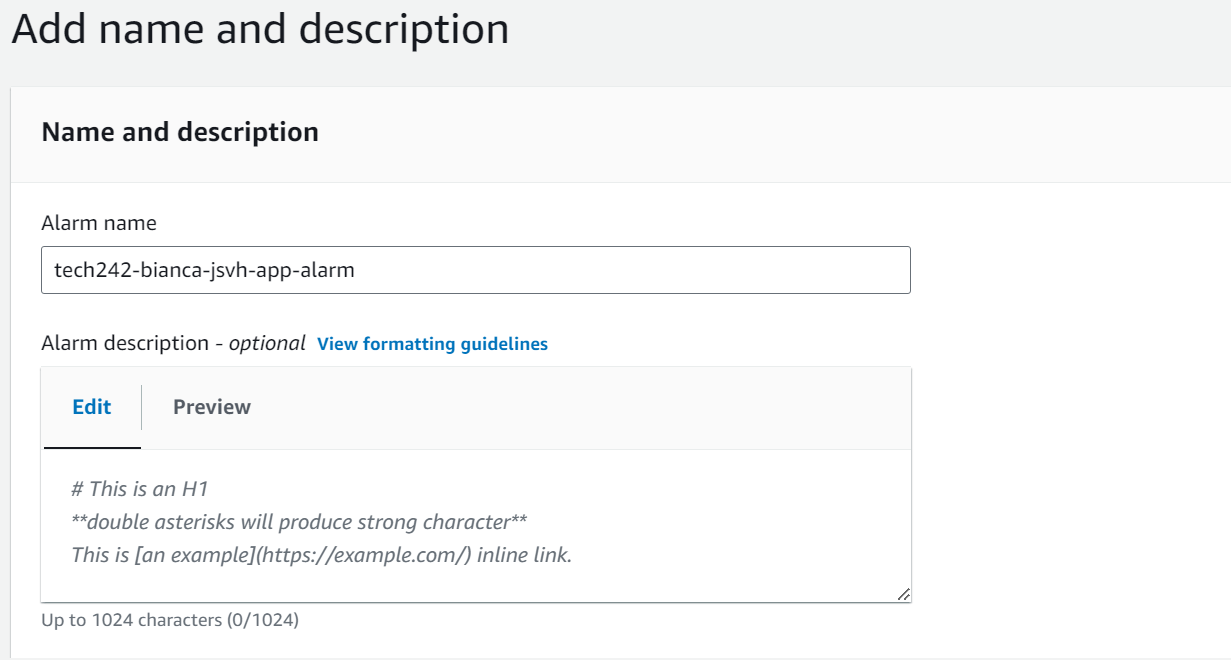 Add name and description
Name and description
Alarm name
tech242-bianca-jsvh-app-alarm
Alarm description - optional View formatting guidelines
Edit Preview
# This is an H1
**double asterisks will produce strong character**
This is [an example](https://example.com/) inline link.
Up to 1024 characters (0/1024)